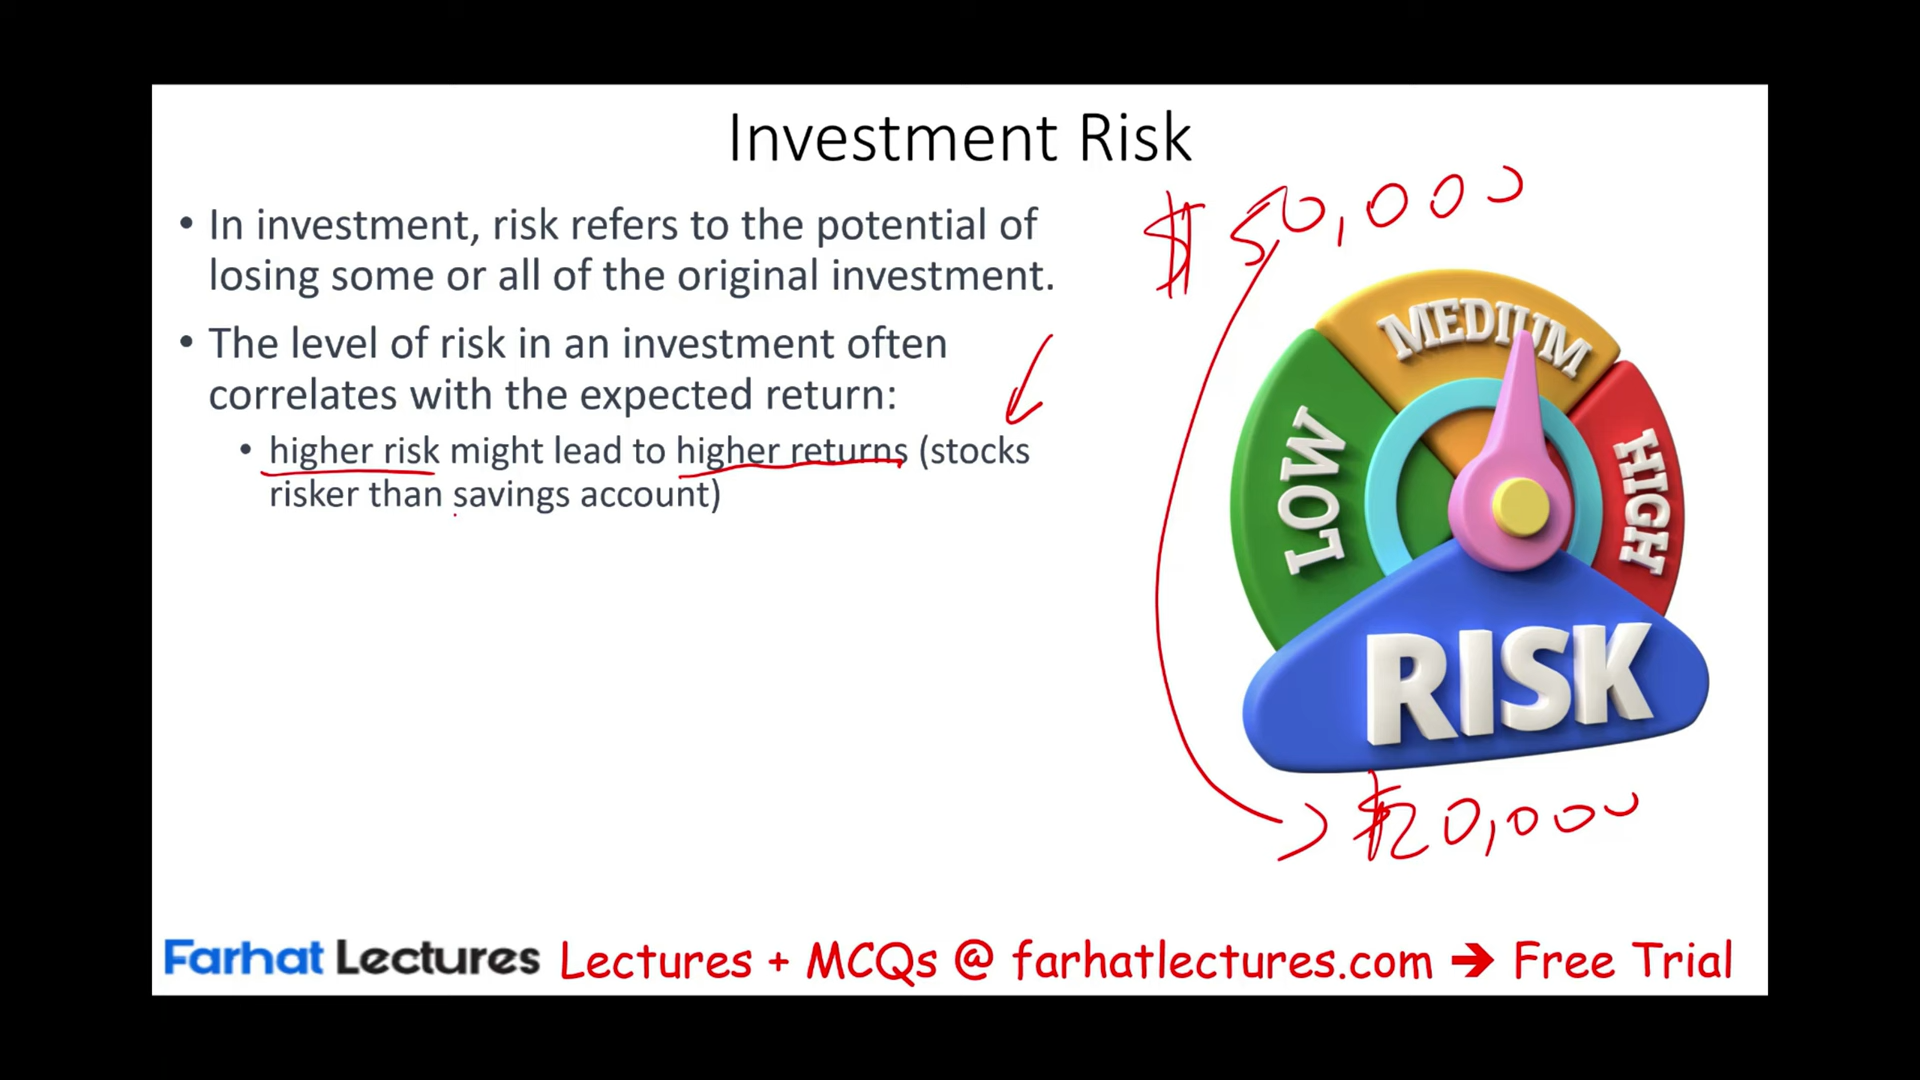 Investment Risk
• In investment, risk refers to the potential of
losing some or all of the original investment.
• The level of risk in an investment often
correlates with the expected return:
• higher risk might lead to higher returns (stocks
risker than savings account)
$ 50,000
MEDIUM
LOW
HIGH
RISK
$20,000
Farhat Lectures Lectures + MCQs @ farhatlectures.com → Free Trial